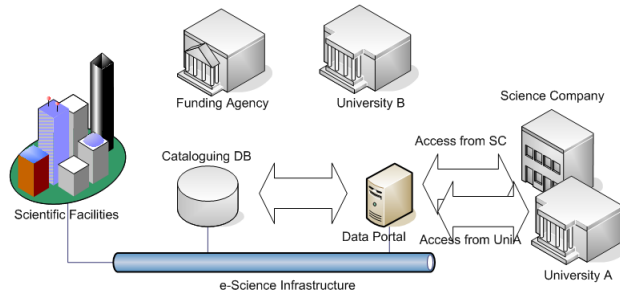 Funding Agency
University B
Science Company
Access from SC
Cataloguing DB
Scientific Facilities
Data Portal
Access from UniA
University A
e-Science Infrastructure